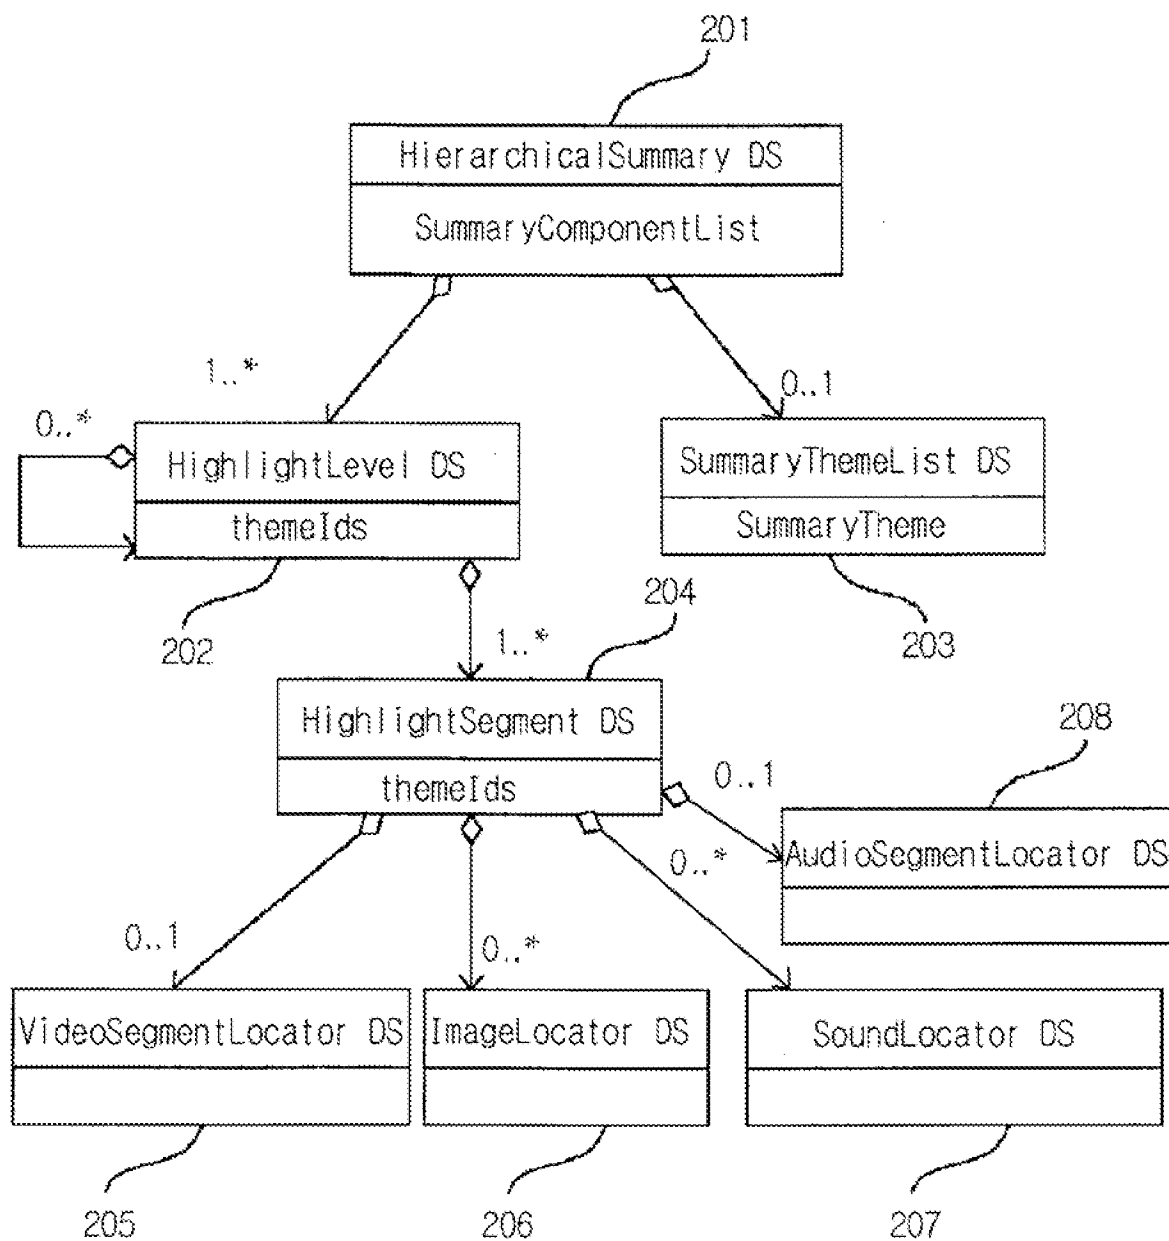 201
HierarchicalSummary DS
SummaryComponentList
1..*
0..1
0..*
HighlightLevel DS
themeIds
SummaryThemeList DS
SummaryTheme
202
204
203
1..*
HighlightSegment DS
themeIds
208
0..1
AudioSegmentLocator DS
0..*
0..1
0..*
VideoSegmentLocator DS
ImageLocator DS
SoundLocator DS
205
206
207